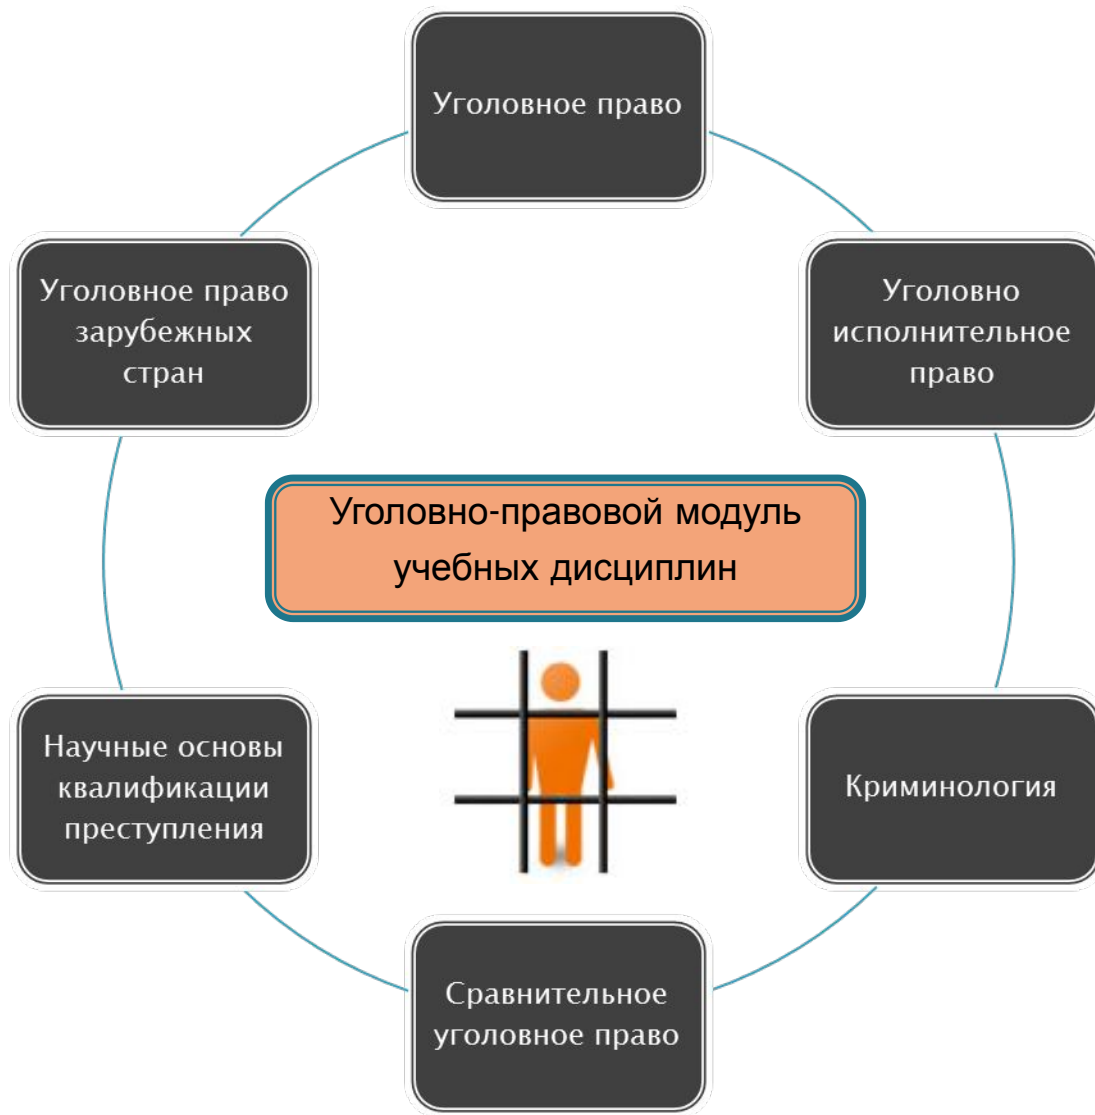 Уголовное право
Уголовное право
зарубежных
стран
Уголовно
исполнительное
право
Уголовно-правовой модуль
учебных дисциплин
Научные основы
квалификации
преступления
Криминология
Сравнительное
уголовное право